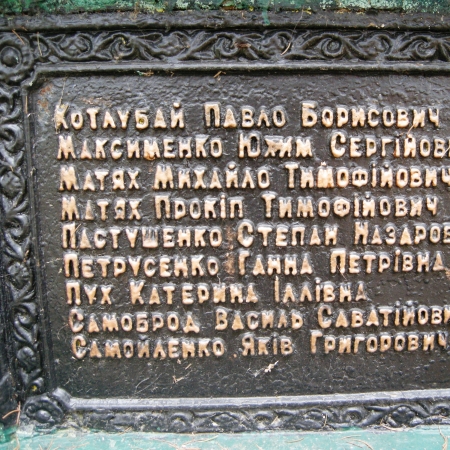 Котлубай Павло Борисович
Максименко Юхим Сергійови
Матях Михайло Тимофійович
Матях Прокіп Тимофійович
Пастушенко Степан Назаров
Петрусенко Ганна Петрівна
Пух Катерина Іллівна
Самоброд Василь Саватійови
Самойленко Яків Григорович